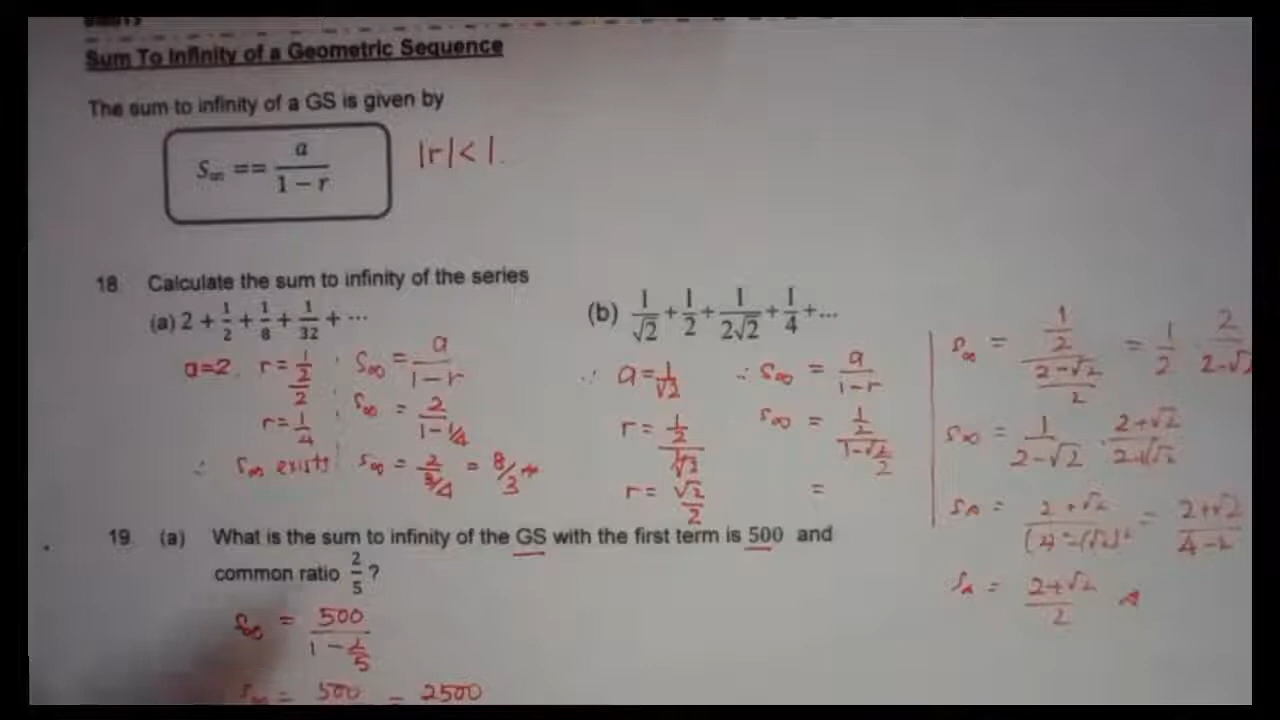 Sum To Infinity of a Geometric Sequence
The sum to infinity of a GS is given by
S∞ == a/(1 − r) |r| < 1.
18 Calculate the sum to infinity of the series
(a) 2 + 1/2 + 1/8 + 1/32 + ···
a=2. r = (1/2)/2
r = 1/4
∴ S∞ exists
S∞ = a/(1−r)
S∞ = 2/(1−1/4)
S∞ = 2/(3/4) = 8/3
(b) 1/√2 + 1/2 + 1/(2√2) + 1/4 + ...
∵ a = 1/√2
r = (1/2)/(1/√2)
r = √2/2
∴ S∞ = a/(1−r)
S∞ = (1/2)/(1−√2/2)
=
S∞ = (1/2)/((2−√2)/2) = 1/2 · 2/(2−√2
S∞ = 1/(2−√2) · (2+√2)/(2+√2)
= (2+√2)/(4−(√2)² = (2+√2)/(4−2
= (2+√2)/2
19 (a) What is the sum to infinity of the GS with the first term is 500 and
common ratio 2/5 ?
S∞ = 500/(1 − 2/5)
S∞ = 500 = 2500